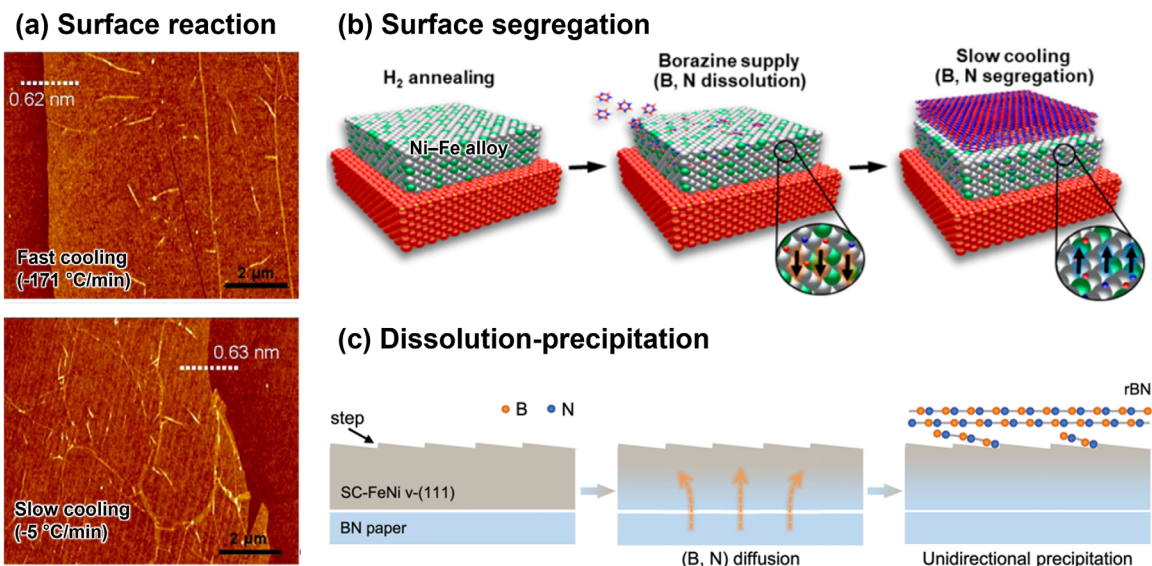 (a) Surface reaction
0.62 nm
Fast cooling
(-171 °C/min)
2 μm
0.63 nm
Slow cooling
(-5 °C/min)
2 μm
(b) Surface segregation
H₂ annealing
Ni–Fe alloy
Borazine supply
(B, N dissolution)
Slow cooling
(B, N segregation)
(c) Dissolution-precipitation
B N
rBN
step
SC-FeNi v-(111)
BN paper
(B, N) diffusion
Unidirectional precipitation